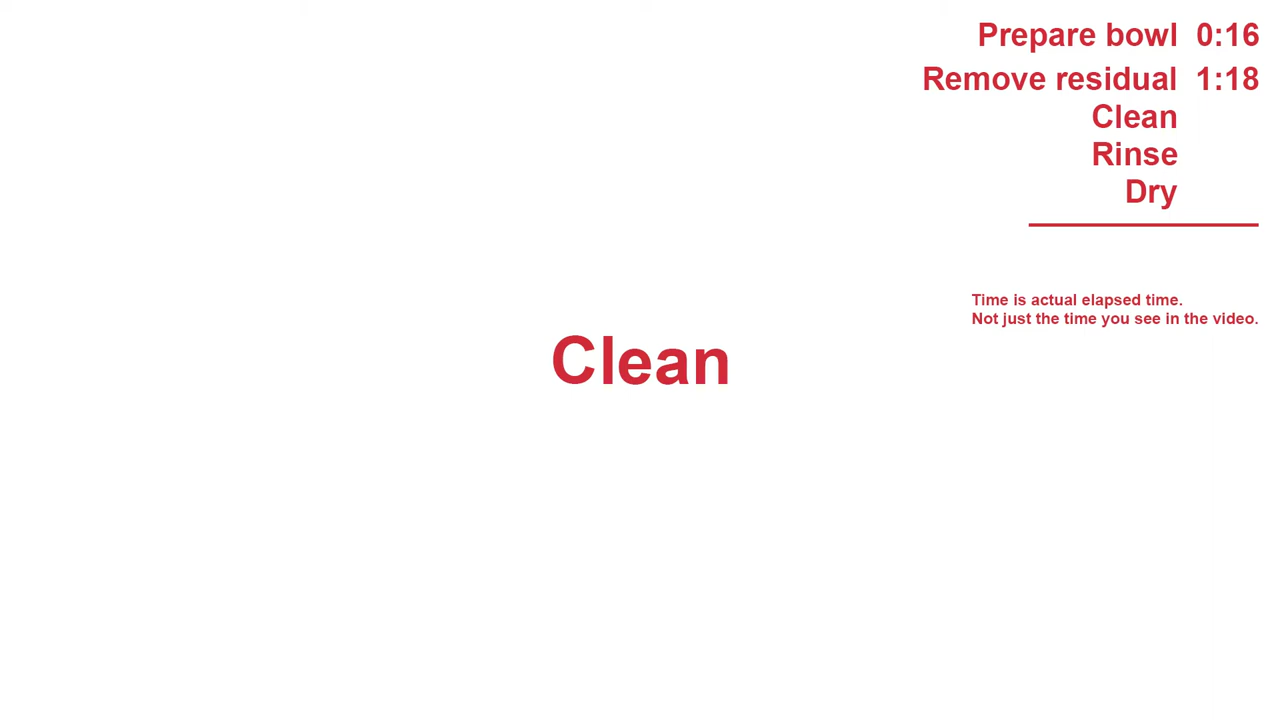 Prepare bowl 0:16
Remove residual 1:18
Clean
Rinse
Dry
Time is actual elapsed time.
Not just the time you see in the video.
Clean